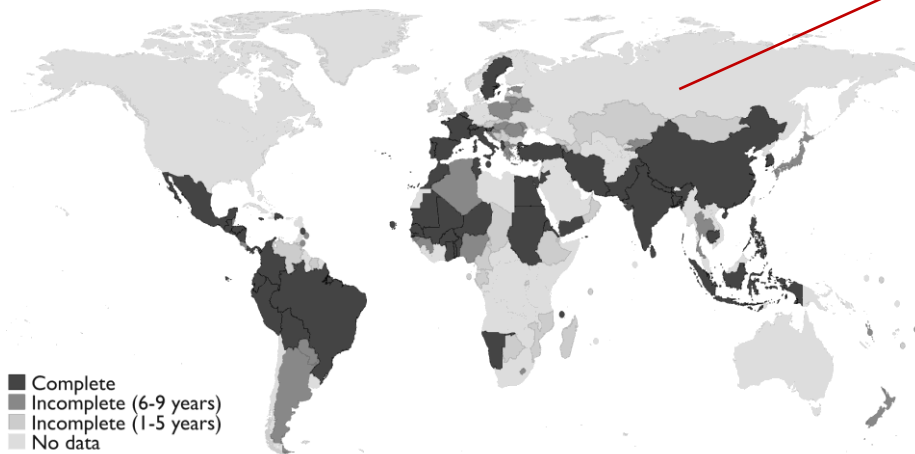 Complete
Incomplete (6-9 years)
Incomplete (1-5 years)
No data